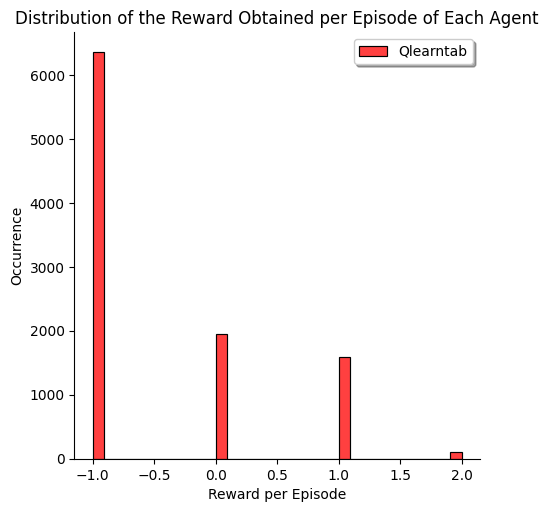 Distribution of the Reward Obtained per Episode of Each Agent
Qlearntab
6000
5000
4000
3000
2000
1000
0
Occurrence
−1.0 −0.5 0.0 0.5 1.0 1.5 2.0
Reward per Episode